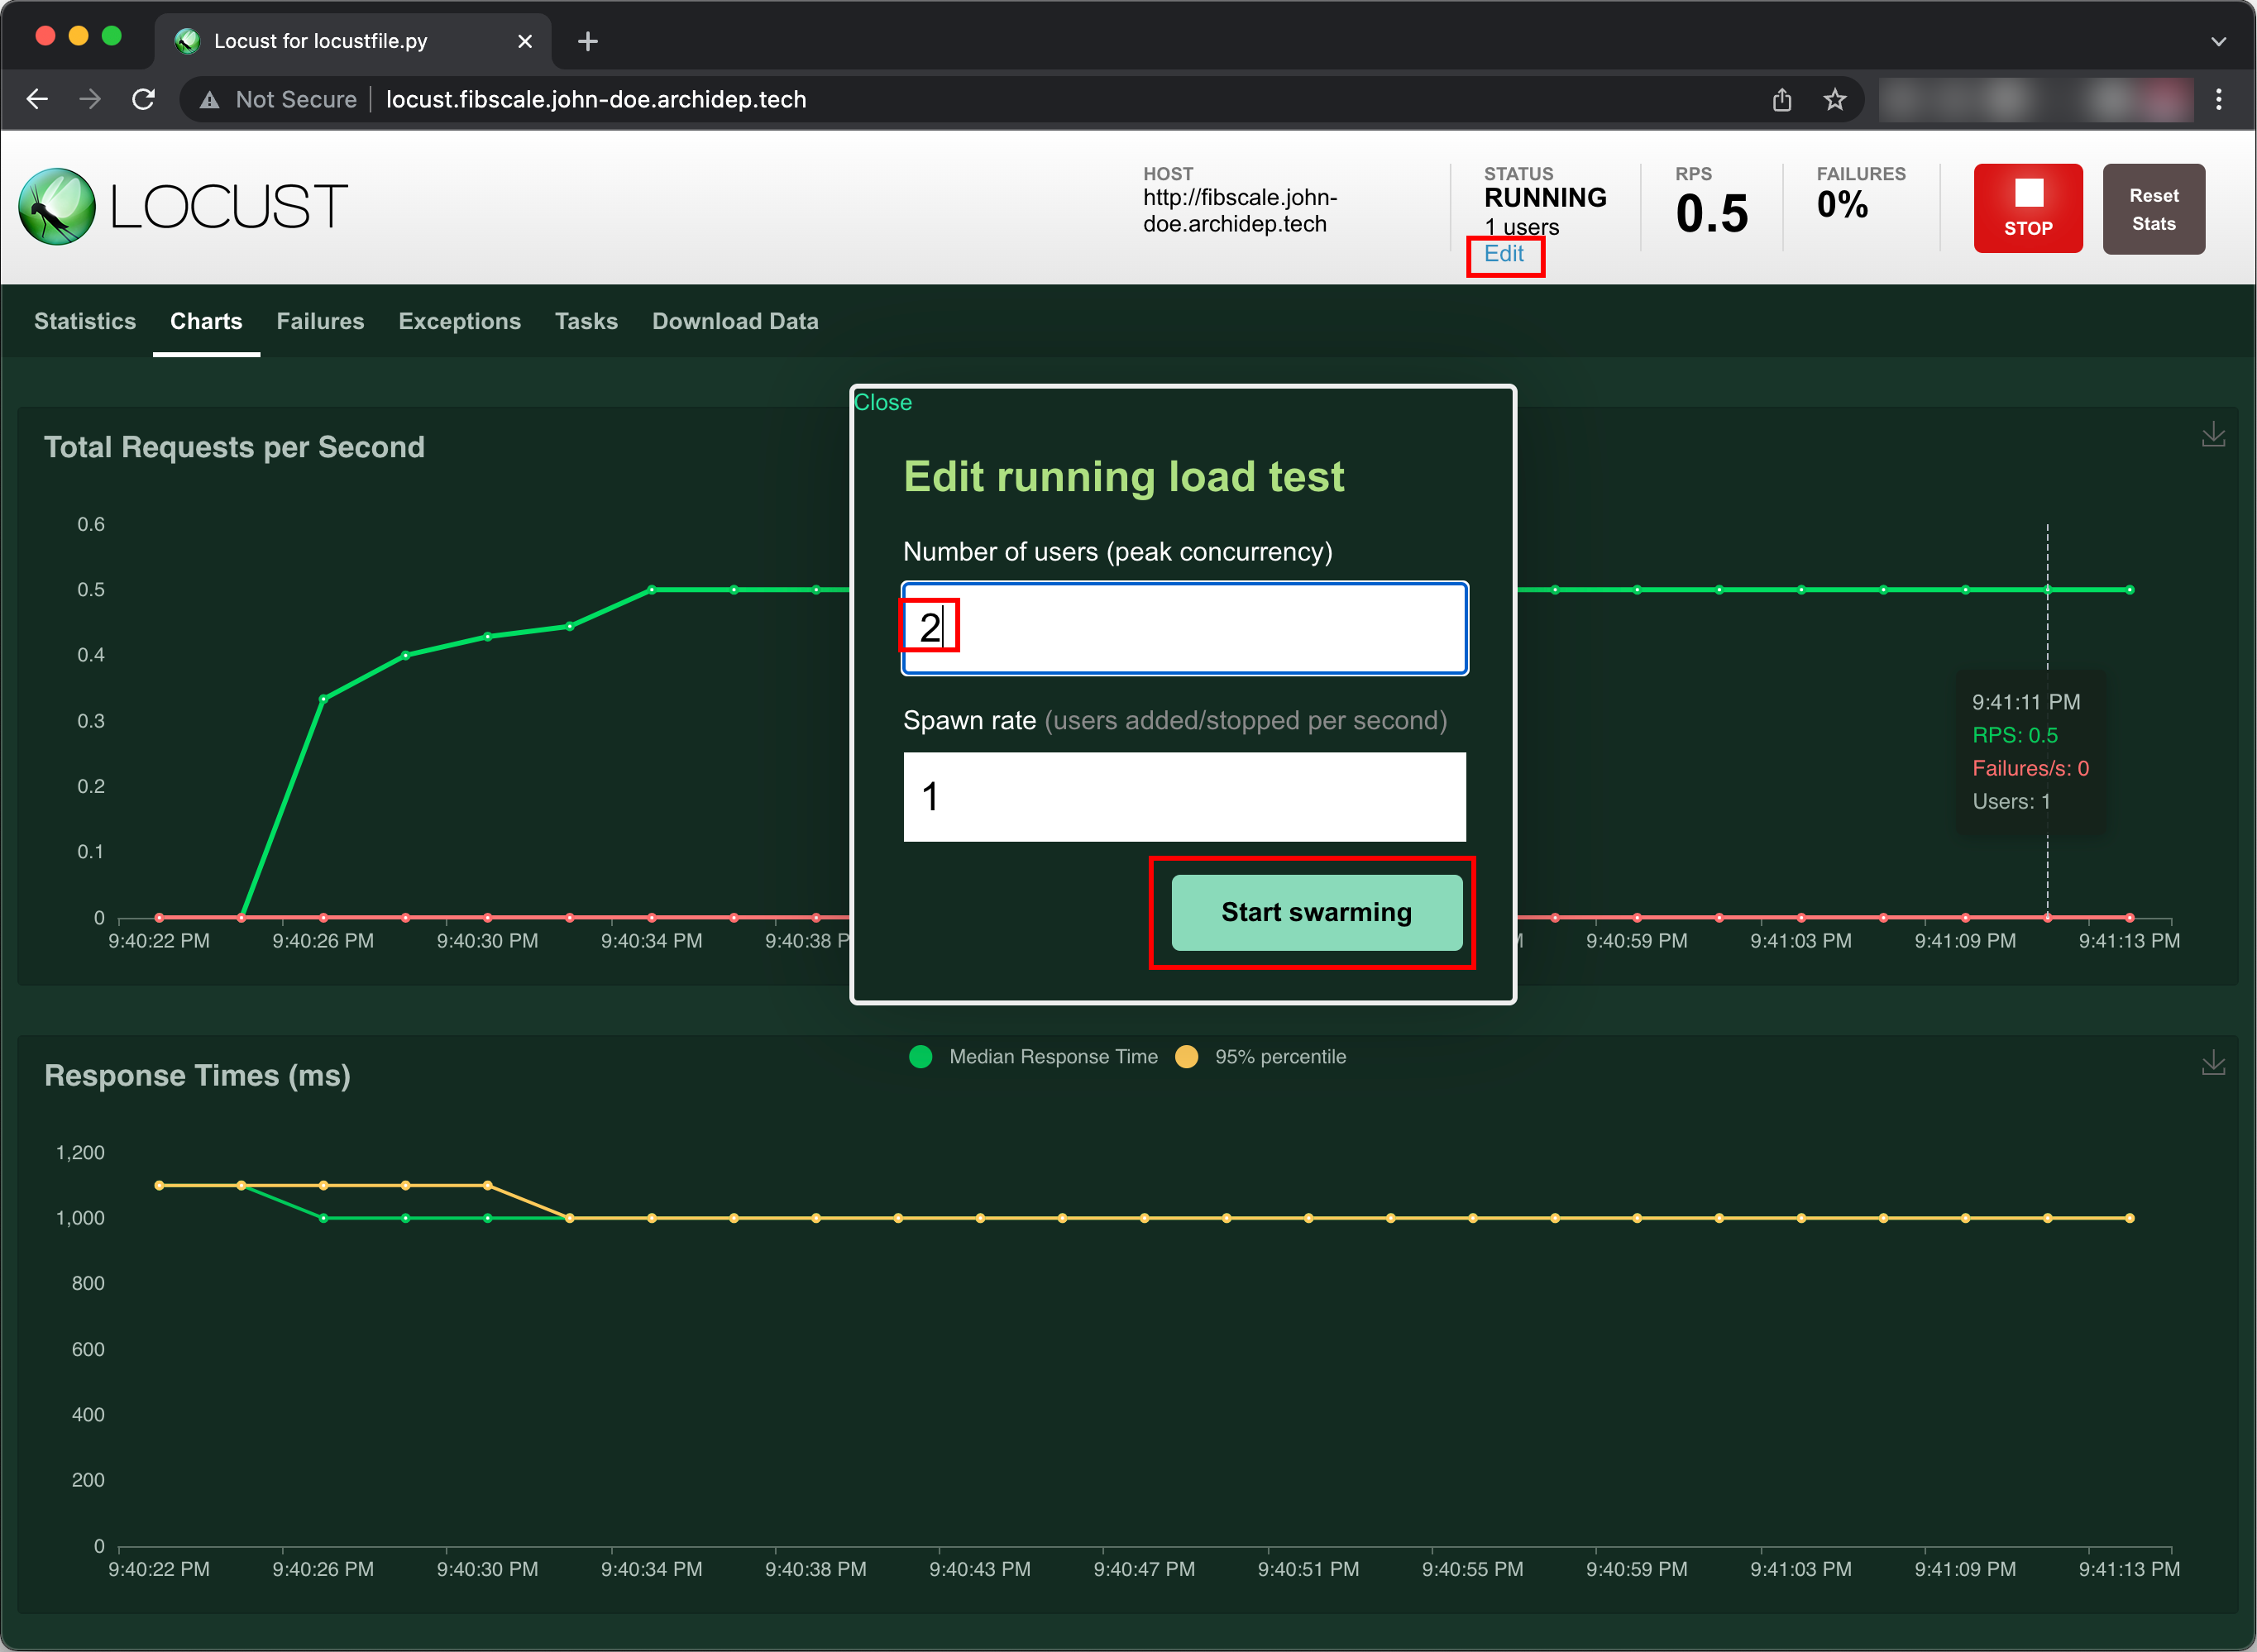 Locust for locustfile.py
Not Secure
locust.fibscale.john-doe.archidep.tech
LOCUST
HOST
http://fibscale.john-
doe.archidep.tech
STATUS
RUNNING
1 users
Edit
RPS
0.5
FAILURES
0%
STOP
Reset
Stats
Statistics
Charts
Failures
Exceptions
Tasks
Download Data
Close
Edit running load test
Number of users (peak concurrency)
2
Spawn rate (users added/stopped per second)
1
Start swarming
Total Requests per Second
0.6
0.5
0.4
0.3
0.2
0.1
0
9:40:22 PM 9:40:26 PM 9:40:30 PM 9:40:34 PM 9:40:38 9:40:59 PM 9:41:03 PM 9:41:09 PM 9:41:13 PM
9:41:11 PM
RPS: 0.5
Failures/s: 0
Users: 1
Response Times (ms)
Median Response Time
95% percentile
1,200
1,000
800
600
400
200
0
9:40:22 PM 9:40:26 PM 9:40:30 PM 9:40:34 PM 9:40:38 PM 9:40:43 PM 9:40:47 PM 9:40:51 PM 9:40:55 PM 9:40:59 PM 9:41:03 PM 9:41:09 PM 9:41:13 PM